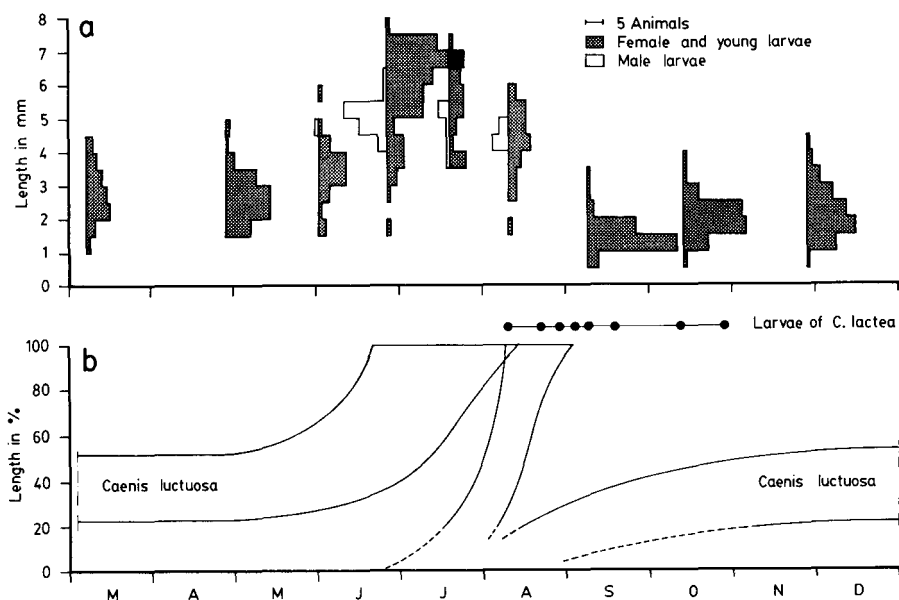 a
5 Animals
Female and young larvae
Male larvae
Length in mm
8
7
6
5
4
3
2
1
0
Larvae of C. lactea
b
Length in %
100
80
60
40
20
0
Caenis luctuosa
Caenis luctuosa
M A M J J A S O N D